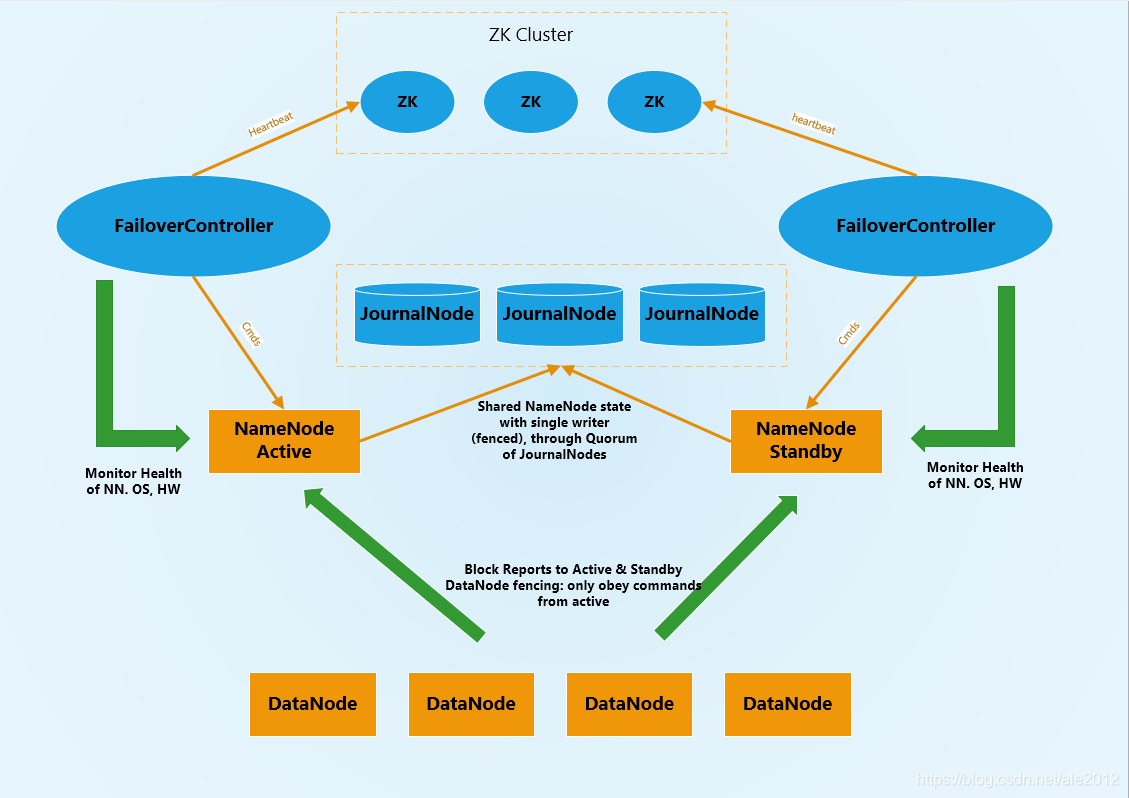 ZK Cluster
ZK
ZK
ZK
Heartbeat
heartbeat
FailoverController
FailoverController
JournalNode
JournalNode
JournalNode
Cmds
Cmds
Shared NameNode state
with single writer
(fenced), through Quorum
of JournalNodes
NameNode
Active
NameNode
Standby
Monitor Health
of NN. OS, HW
Monitor Health
of NN. OS, HW
Block Reports to Active & Standby
DataNode fencing: only obey commands
from active
DataNode
DataNode
DataNode
DataNode
https://blog.csdn.net/ale2012